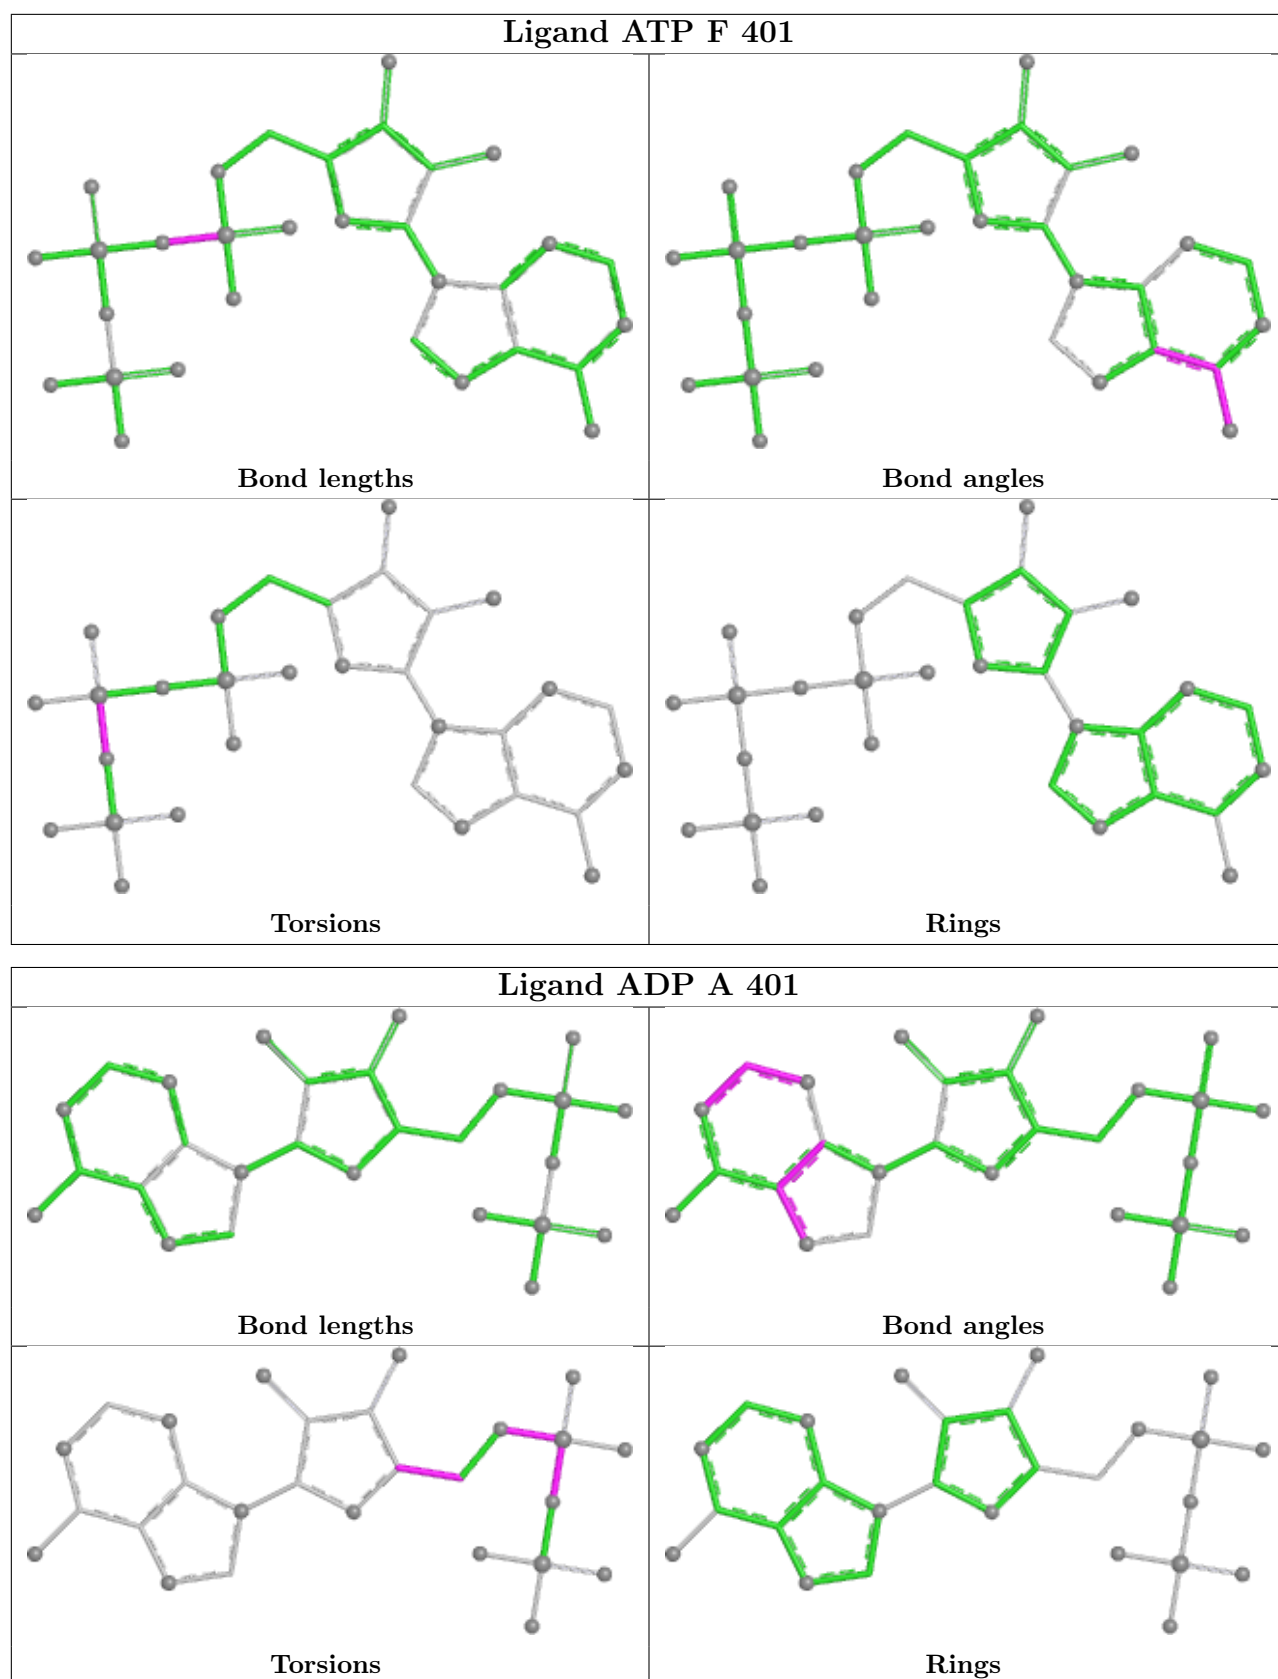 Ligand ATP F 401
Bond lengths
Bond angles
Torsions
Rings
Ligand ADP A 401
Bond lengths
Bond angles
Torsions
Rings